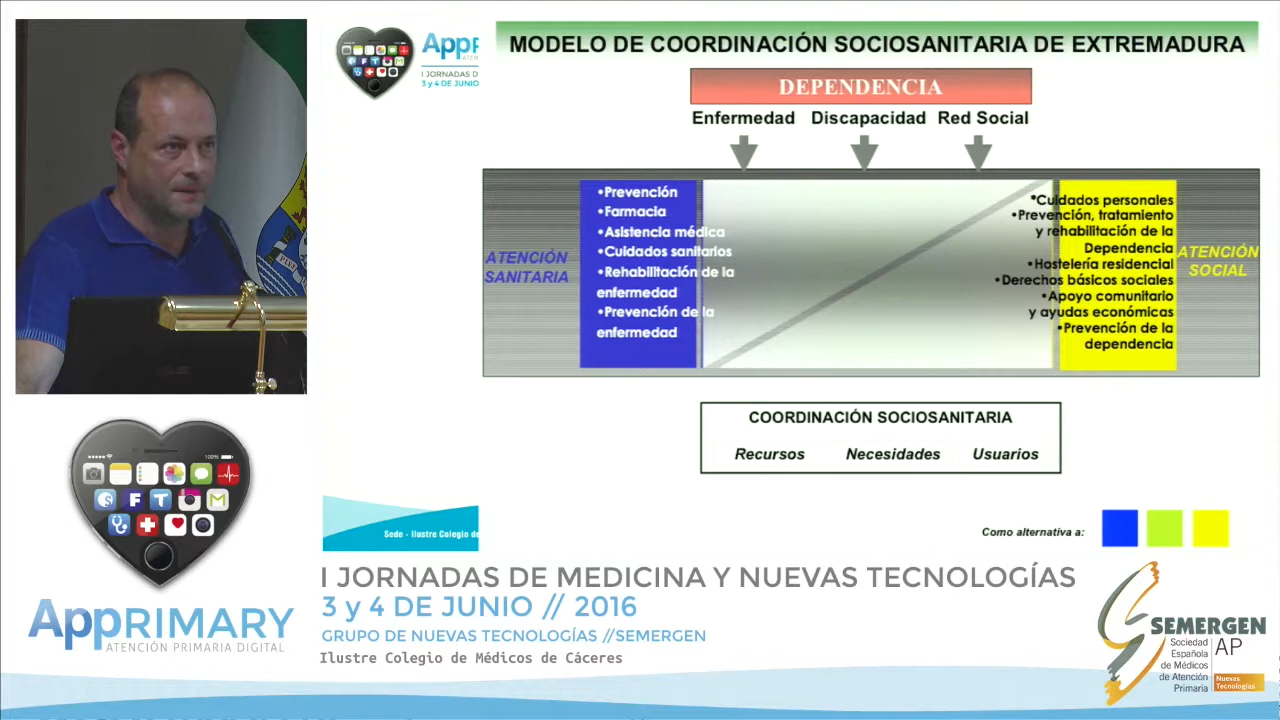 AppP
I JORNADAS D
3 y 4 DE JUNIO
MODELO DE COORDINACIÓN SOCIOSANITARIA DE EXTREMADURA
DEPENDENCIA
Enfermedad Discapacidad Red Social
ATENCIÓN
SANITARIA
•Prevención
•Farmacia
•Asistencia médica
•Cuidados sanitarios
•Rehabilitación de la
enfermedad
•Prevención de la
enfermedad
*Cuidados personales
•Prevención, tratamiento
y rehabilitación de la
Dependencia
•Hostelería residencial
•Derechos básicos sociales
•Apoyo comunitario
y ayudas económicas
•Prevención de la
dependencia
ATENCIÓN
SOCIAL
COORDINACIÓN SOCIOSANITARIA
Recursos Necesidades Usuarios
Sede - Ilustre Colegio de
Como alternativa a:
100%
F T M
AppRIMARY
ATENCIÓN PRIMARIA DIGITAL
I JORNADAS DE MEDICINA Y NUEVAS TECNOLOGÍAS
3 y 4 DE JUNIO // 2016
GRUPO DE NUEVAS TECNOLOGÍAS //SEMERGEN
Ilustre Colegio de Médicos de Cáceres
SEMERGEN
Sociedad
Española
de Médicos
de Atención
Primaria
AP
Nuevas
Tecnologías